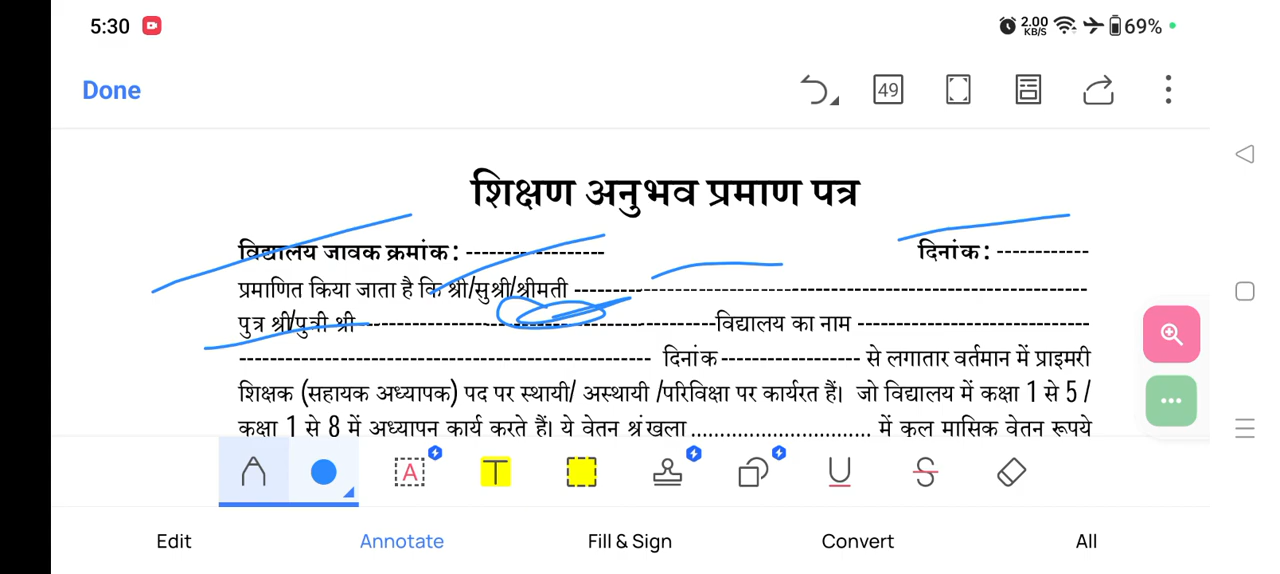 5:30 2.00 KB/S 69%
Done 49
शिक्षण अनुभव प्रमाण पत्र
विद्यालय जावक क्रमांक: ------------------ दिनांक: ------------
प्रमाणित किया जाता है कि श्री/सुश्री/श्रीमती ------------------------------------------------------------------
पुत्र श्री/पुत्री श्री ----------------------------------------------विद्यालय का नाम ------------------------------
----------------------------------------------------- दिनांक ------------------ से लगातार वर्तमान में प्राइमरी
शिक्षक (सहायक अध्यापक) पद पर स्थायी/ अस्थायी /परिविक्षा पर कार्यरत हैं। जो विद्यालय में कक्षा 1 से 5 /
कक्षा 1 से 8 में अध्यापन कार्य करते हैं। ये वेतन श्रंखला ............................... में कुल मासिक वेतन रूपये
A T U S
Edit Annotate Fill & Sign Convert All